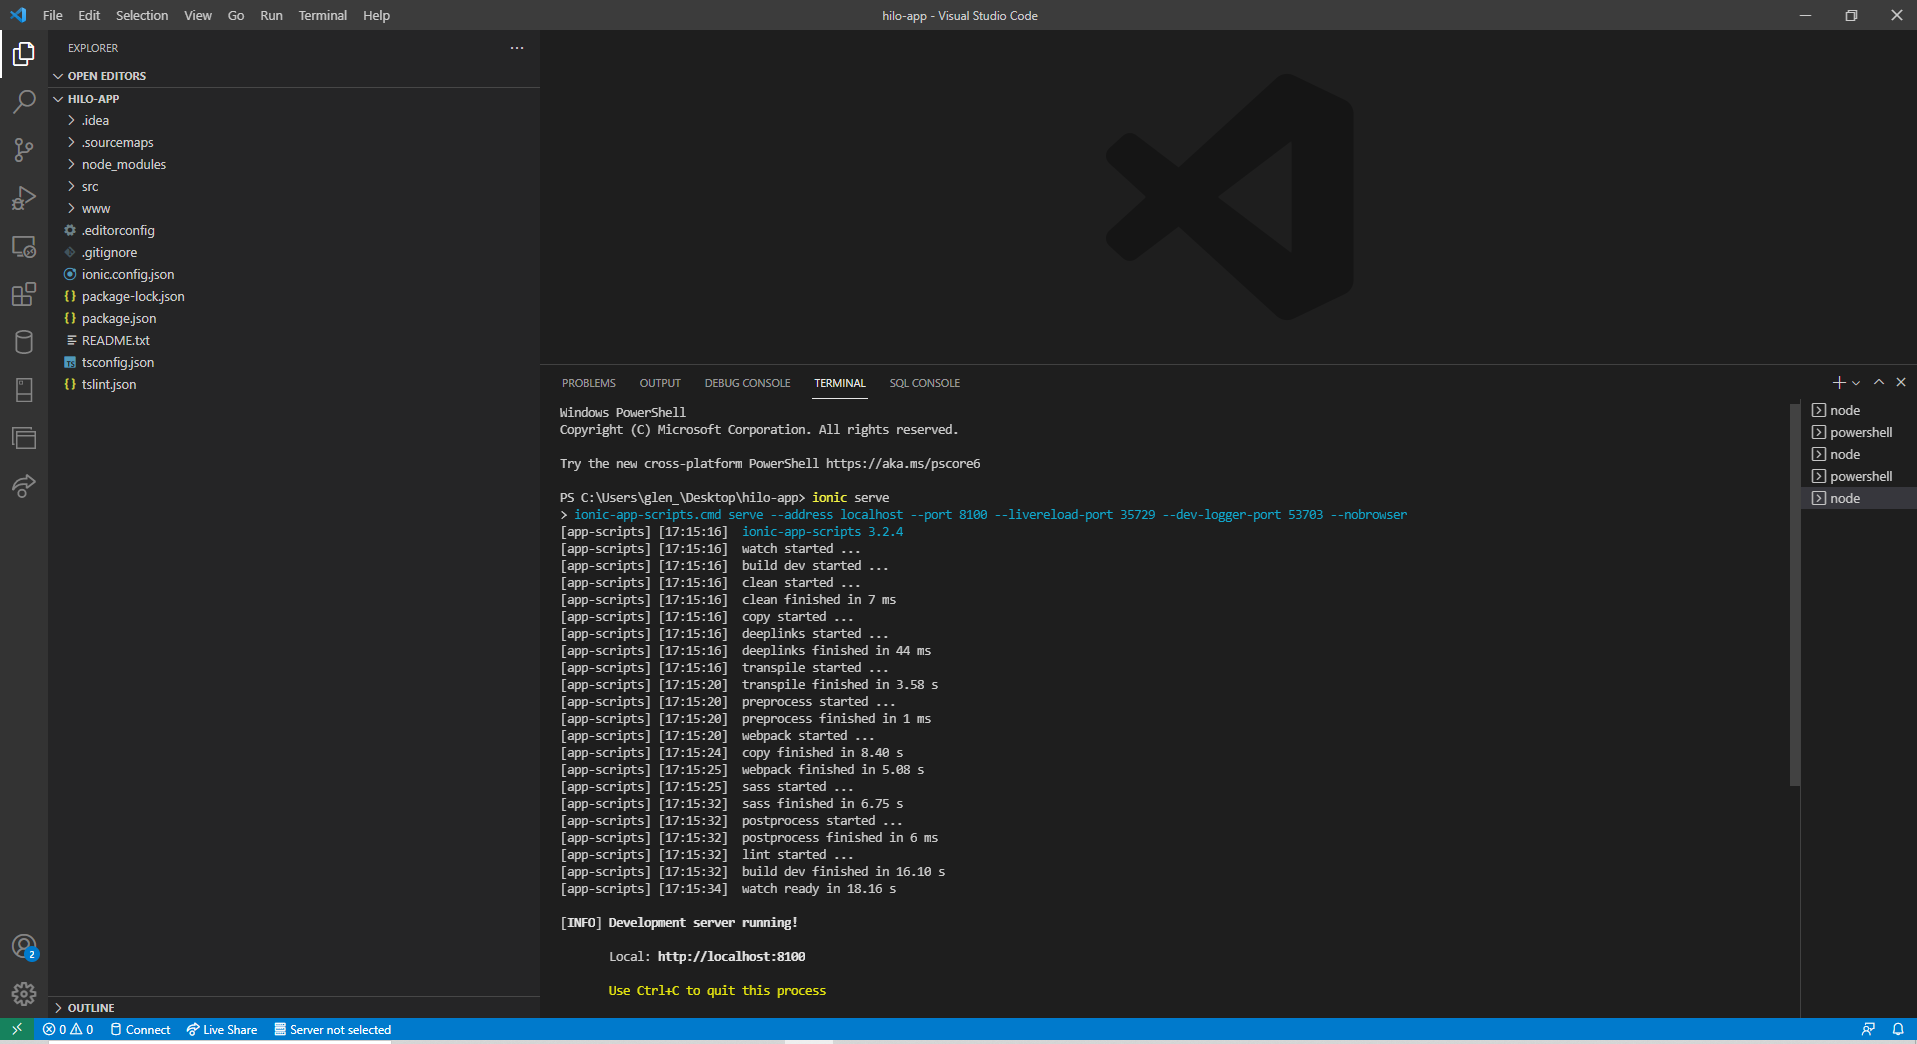 File Edit Selection View Go Run Terminal Help
hilo-app - Visual Studio Code
EXPLORER
OPEN EDITORS
HILO-APP
.idea
.sourcemaps
node_modules
src
www
.editorconfig
.gitignore
ionic.config.json
package-lock.json
package.json
README.txt
tsconfig.json
tslint.json
OUTLINE
PROBLEMS OUTPUT DEBUG CONSOLE TERMINAL SQL CONSOLE
Windows PowerShell
Copyright (C) Microsoft Corporation. All rights reserved.
Try the new cross-platform PowerShell https://aka.ms/pscore6
PS C:\Users\glen_\Desktop\hilo-app> ionic serve
> ionic-app-scripts.cmd serve --address localhost --port 8100 --livereload-port 35729 --dev-logger-port 53703 --nobrowser
[app-scripts] [17:15:16]  ionic-app-scripts 3.2.4
[app-scripts] [17:15:16]  watch started ...
[app-scripts] [17:15:16]  build dev started ...
[app-scripts] [17:15:16]  clean started ...
[app-scripts] [17:15:16]  clean finished in 7 ms
[app-scripts] [17:15:16]  copy started ...
[app-scripts] [17:15:16]  deeplinks started ...
[app-scripts] [17:15:16]  deeplinks finished in 44 ms
[app-scripts] [17:15:16]  transpile started ...
[app-scripts] [17:15:20]  transpile finished in 3.58 s
[app-scripts] [17:15:20]  preprocess started ...
[app-scripts] [17:15:20]  preprocess finished in 1 ms
[app-scripts] [17:15:20]  webpack started ...
[app-scripts] [17:15:24]  copy finished in 8.40 s
[app-scripts] [17:15:25]  webpack finished in 5.08 s
[app-scripts] [17:15:25]  sass started ...
[app-scripts] [17:15:32]  sass finished in 6.75 s
[app-scripts] [17:15:32]  postprocess started ...
[app-scripts] [17:15:32]  postprocess finished in 6 ms
[app-scripts] [17:15:32]  lint started ...
[app-scripts] [17:15:32]  build dev finished in 16.10 s
[app-scripts] [17:15:34]  watch ready in 18.16 s
[INFO] Development server running!
Local: http://localhost:8100
Use Ctrl+C to quit this process
node
powershell
node
powershell
node
2
0 0 Connect Live Share Server not selected